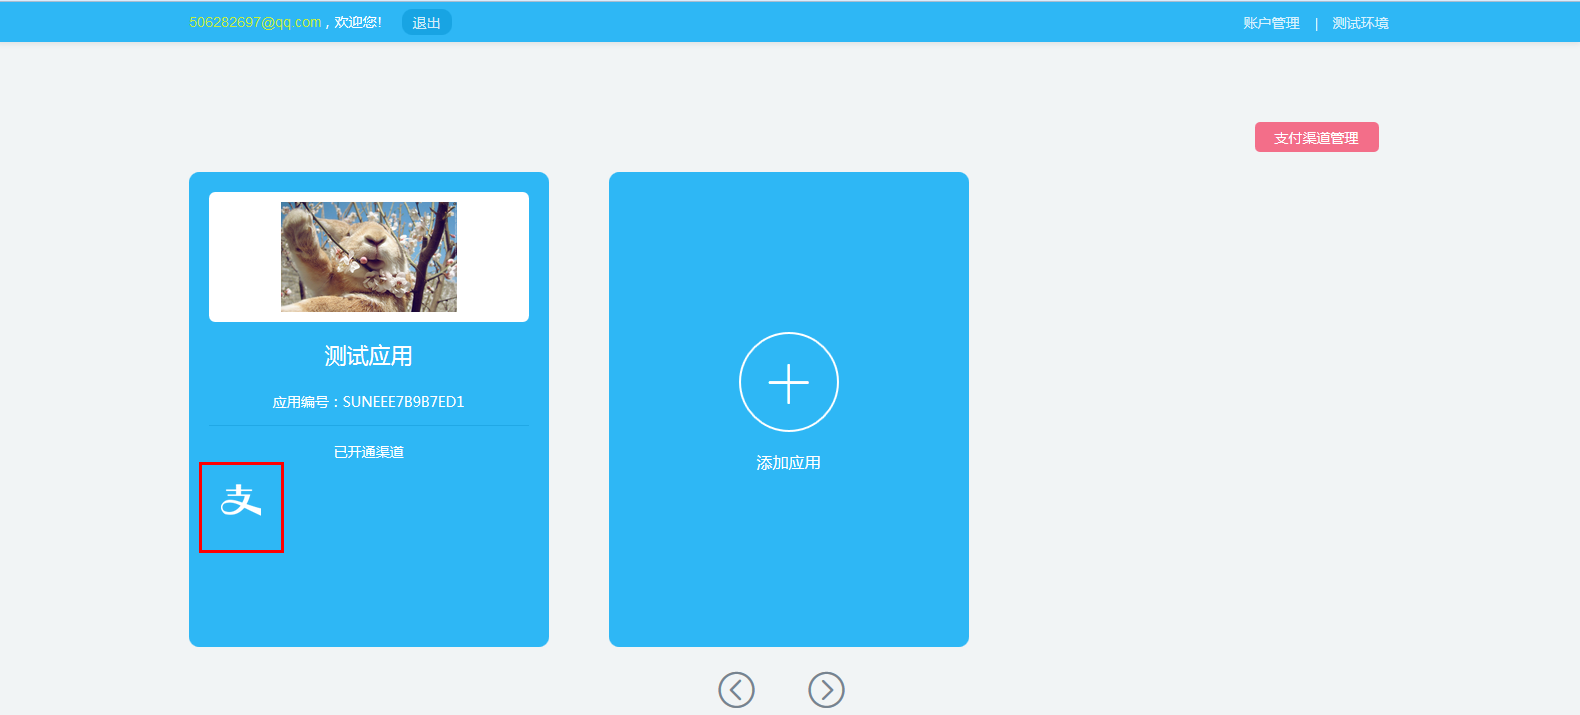 506282697@qq.com，欢迎您! 退出 账户管理 | 测试环境
支付渠道管理
测试应用
应用编号：SUNEEE7B9B7ED1
已开通渠道
支
添加应用